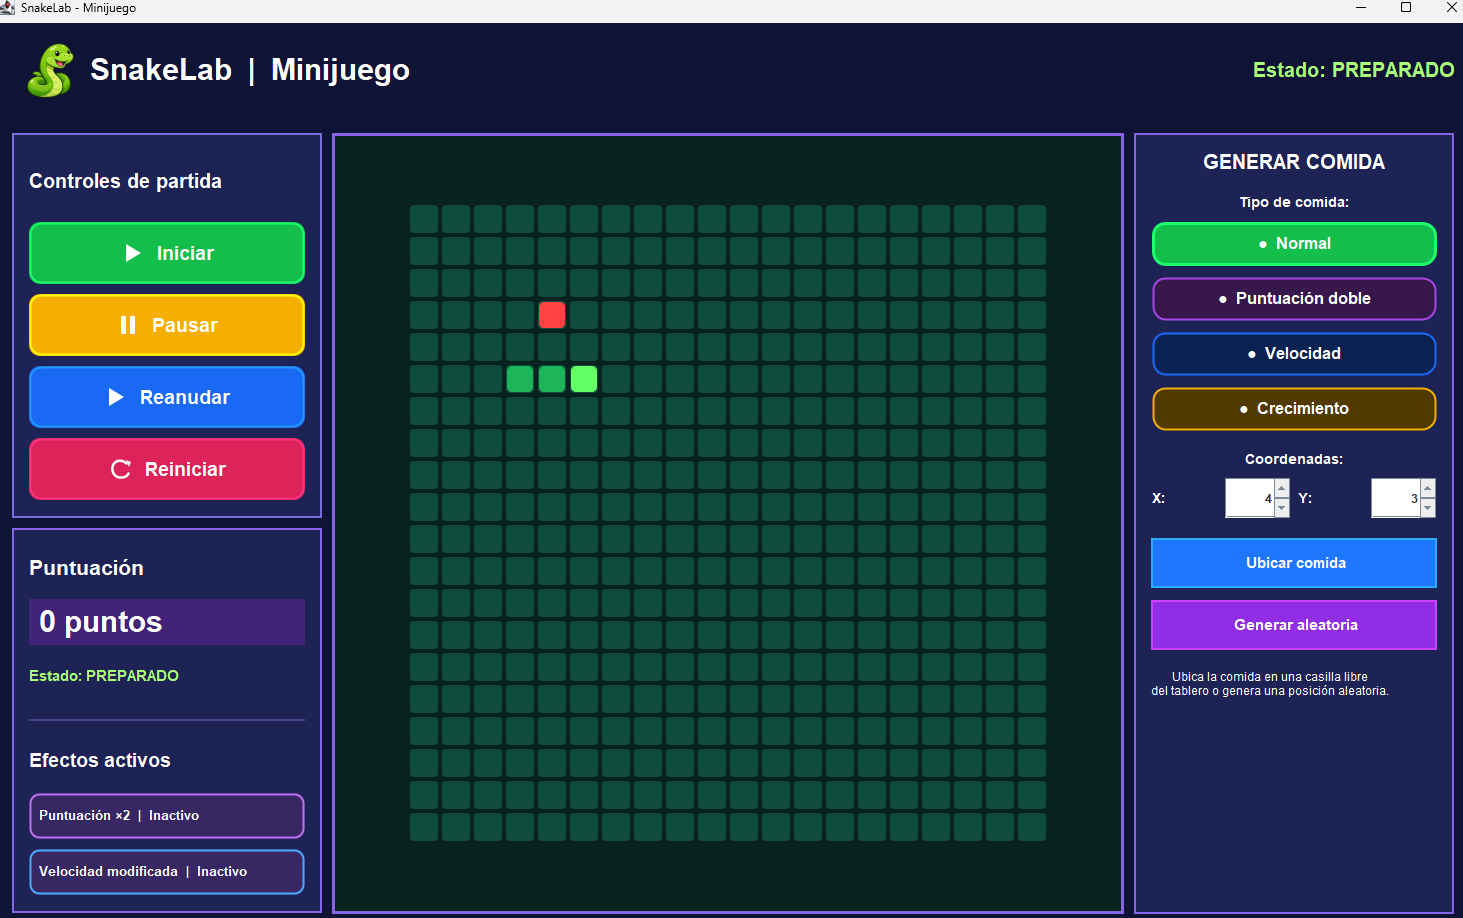 SnakeLab - Minijuego
SnakeLab | Minijuego
Estado: PREPARADO
Controles de partida
Iniciar
Pausar
Reanudar
Reiniciar
Puntuación
0 puntos
Estado: PREPARADO
Efectos activos
Puntuación ×2 | Inactivo
Velocidad modificada | Inactivo
GENERAR COMIDA
Tipo de comida:
● Normal
● Puntuación doble
● Velocidad
● Crecimiento
Coordenadas:
X: 4 Y: 3
Ubicar comida
Generar aleatoria
Ubica la comida en una casilla libre
del tablero o genera una posición aleatoria.